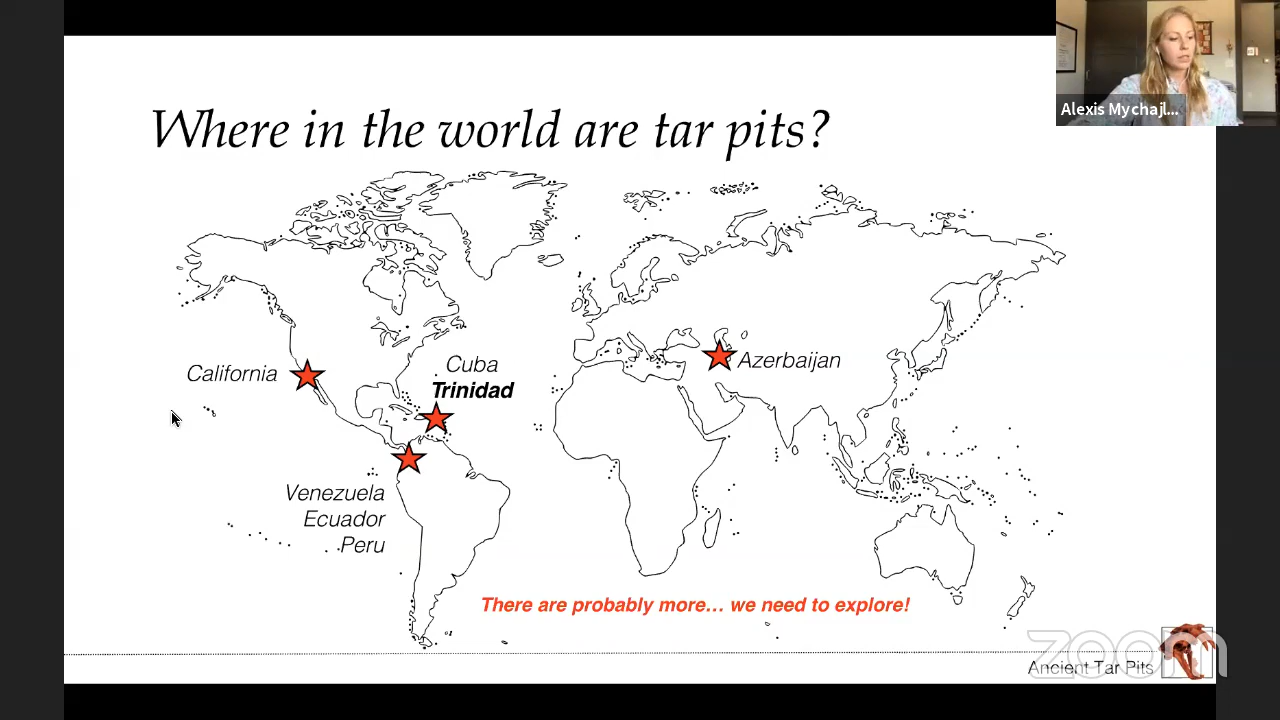 Alexis Mychajl...
Where in the world are tar pits?
California
Cuba
Trinidad
Azerbaijan
Venezuela
Ecuador
Peru
There are probably more... we need to explore!
zoom
Ancient Tar Pits